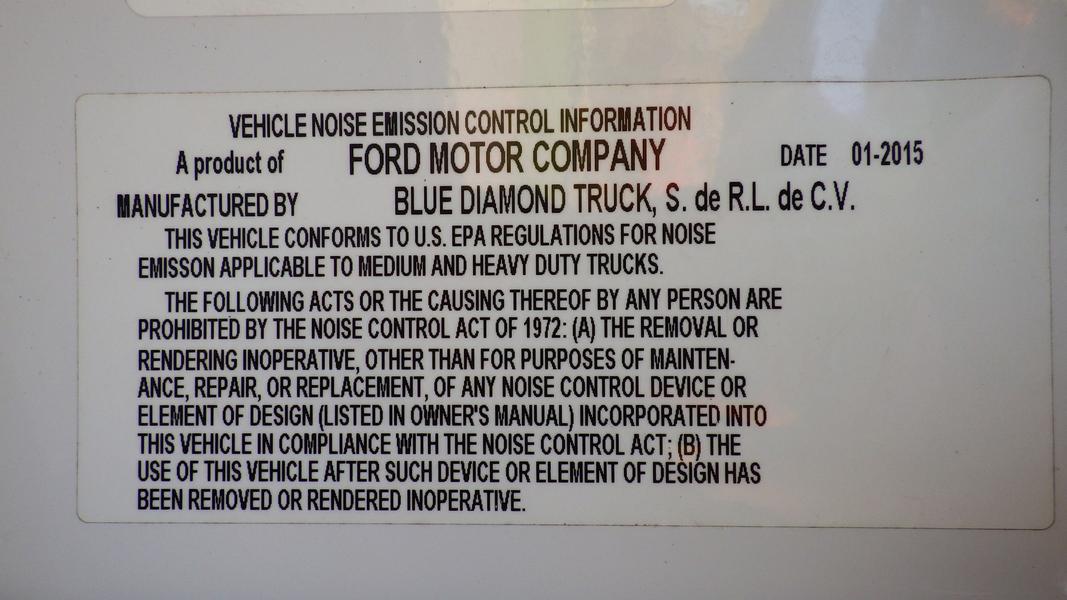 VEHICLE NOISE EMISSION CONTROL INFORMATION
A product of FORD MOTOR COMPANY DATE 01-2015
MANUFACTURED BY BLUE DIAMOND TRUCK, S. de R.L. de C.V.
THIS VEHICLE CONFORMS TO U.S. EPA REGULATIONS FOR NOISE
EMISSON APPLICABLE TO MEDIUM AND HEAVY DUTY TRUCKS.
THE FOLLOWING ACTS OR THE CAUSING THEREOF BY ANY PERSON ARE
PROHIBITED BY THE NOISE CONTROL ACT OF 1972: (A) THE REMOVAL OR
RENDERING INOPERATIVE, OTHER THAN FOR PURPOSES OF MAINTEN-
ANCE, REPAIR, OR REPLACEMENT, OF ANY NOISE CONTROL DEVICE OR
ELEMENT OF DESIGN (LISTED IN OWNER'S MANUAL) INCORPORATED INTO
THIS VEHICLE IN COMPLIANCE WITH THE NOISE CONTROL ACT; (B) THE
USE OF THIS VEHICLE AFTER SUCH DEVICE OR ELEMENT OF DESIGN HAS
BEEN REMOVED OR RENDERED INOPERATIVE.